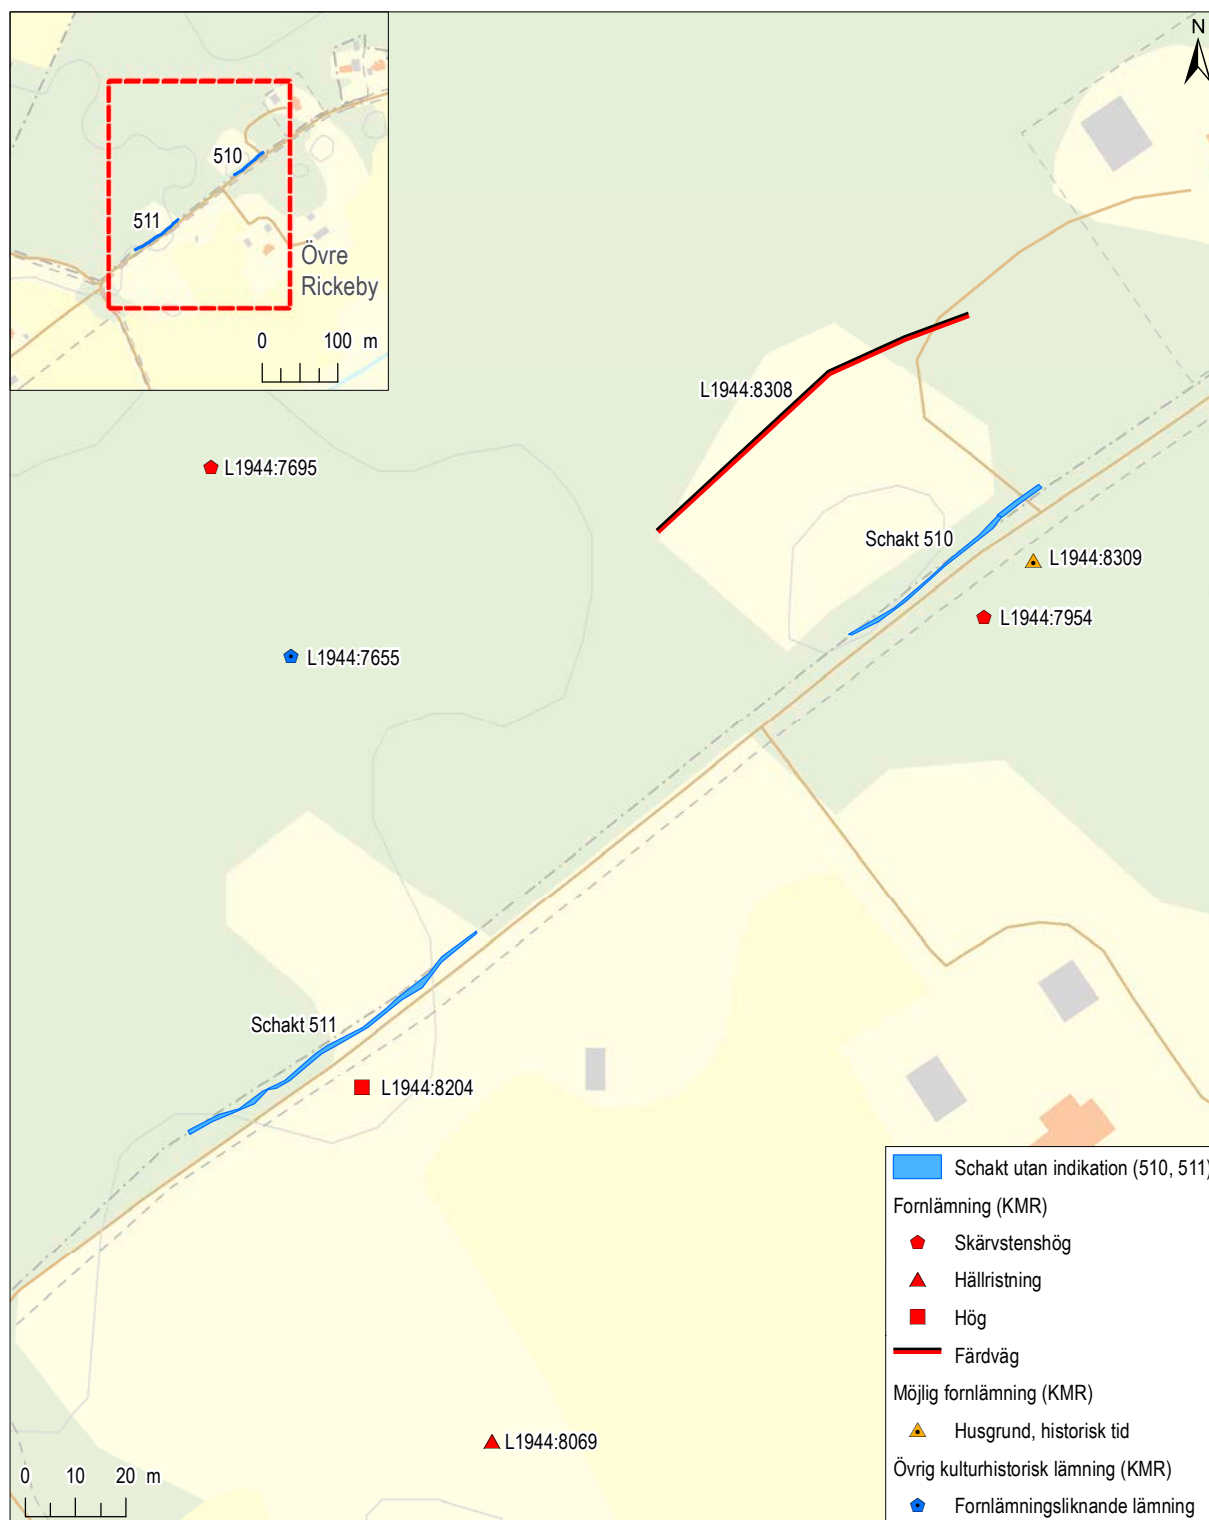 N
510
511
Övre
Rickeby
0 100 m
L1944:8308
L1944:7695
Schakt 510
L1944:8309
L1944:7954
L1944:7655
Schakt 511
L1944:8204
L1944:8069
0 10 20 m
Schakt utan indikation (510, 511)
Fornlämning (KMR)
Skärvstenshög
Hällristning
Hög
Färdväg
Möjlig fornlämning (KMR)
Husgrund, historisk tid
Övrig kulturhistorisk lämning (KMR)
Fornlämningsliknande lämning